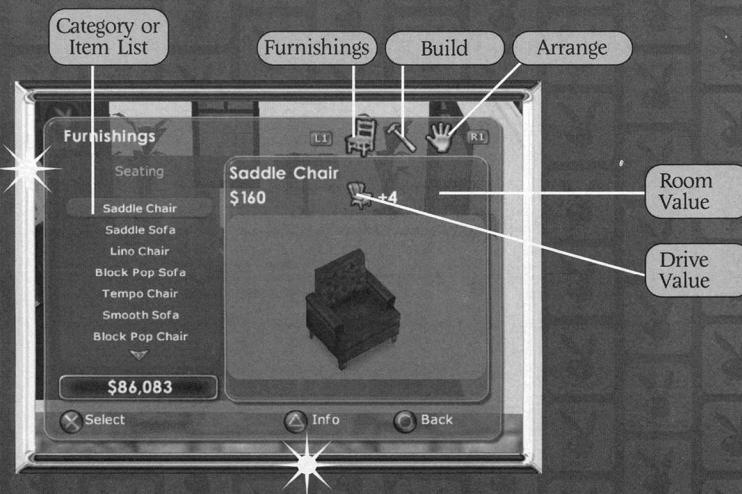 Category or
Item List
Furnishings
Build
Arrange
Furnishings
L1
R1
Seating
Saddle Chair
$160
+4
Room
Value
Saddle Chair
Saddle Sofa
Lino Chair
Block Pop Sofa
Tempo Chair
Smooth Sofa
Block Pop Chair
Drive
Value
$86,083
Select
Info
Back